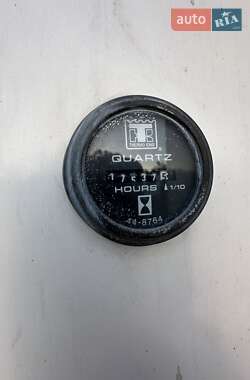 AUTO
RIA
THERMO KING
QUARTZ
HOURS 1/10
44-8764